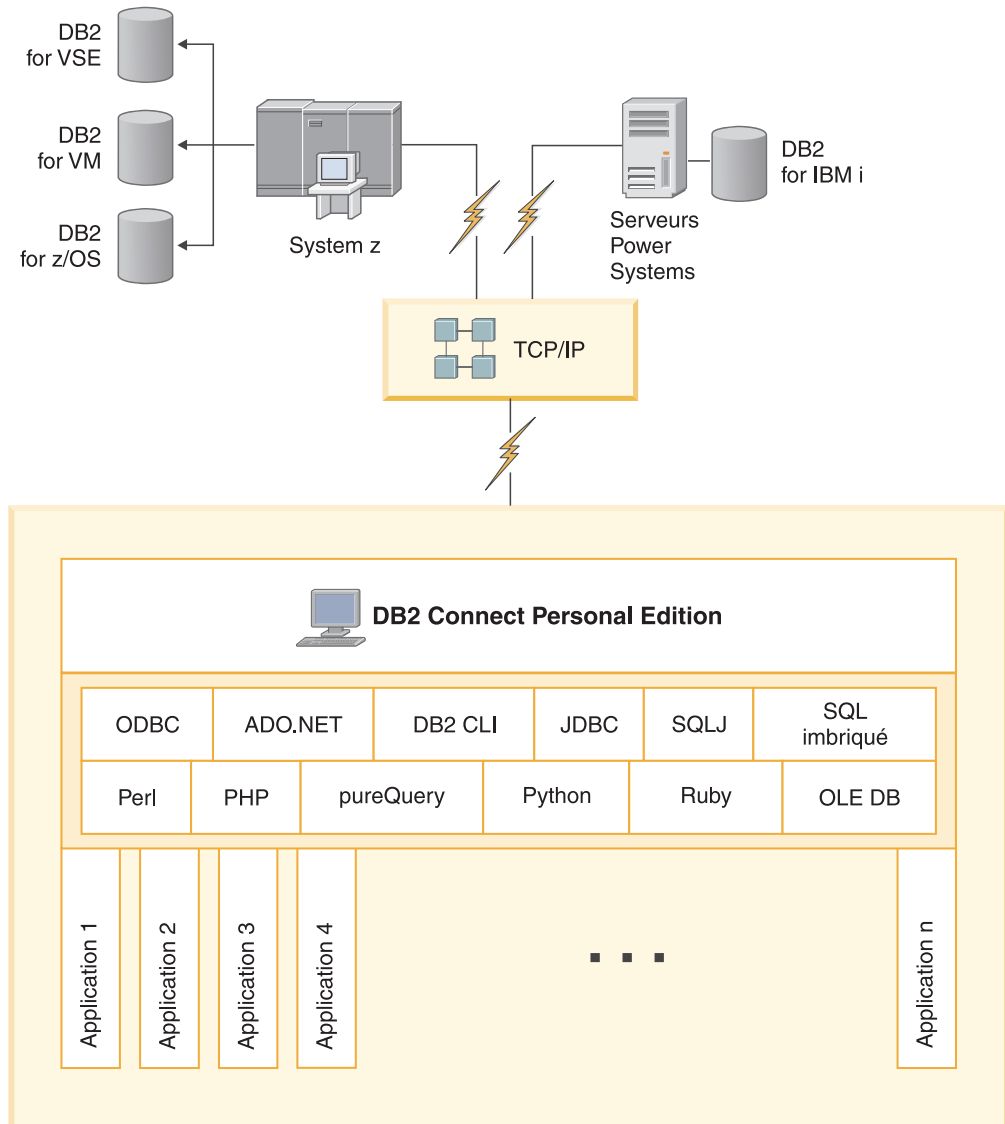 DB2
for VSE
DB2
for VM
DB2
for z/OS
System z
Serveurs
Power
Systems
DB2
for IBM i
TCP/IP
DB2 Connect Personal Edition
ODBC
ADO.NET
DB2 CLI
JDBC
SQLJ
SQL
imbriqué
Perl
PHP
pureQuery
Python
Ruby
OLE DB
Application 1
Application 2
Application 3
Application 4
. . .
Application n